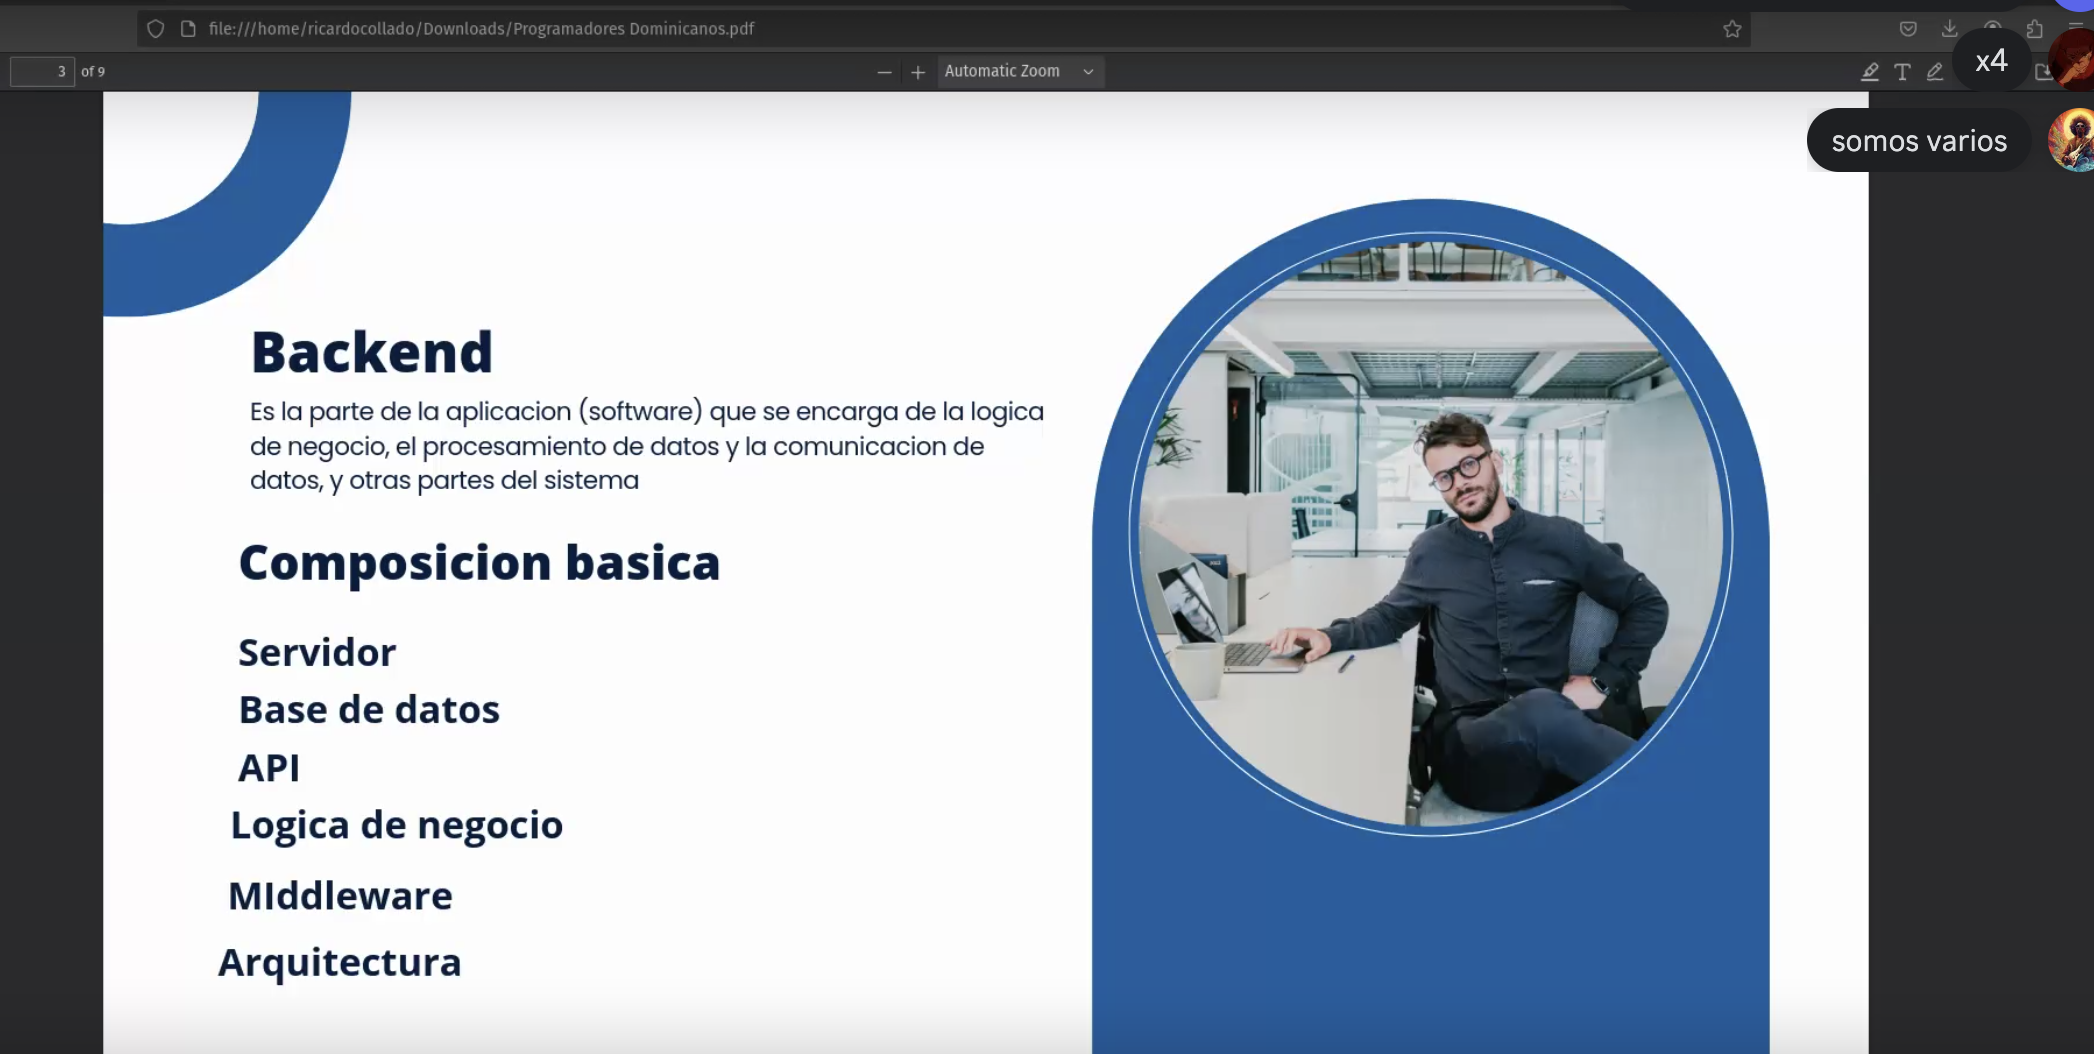 file:///home/ricardocollado/Downloads/Programadores Dominicanos.pdf
3 of 9
Automatic Zoom
x4
somos varios
Backend
Es la parte de la aplicacion (software) que se encarga de la logica
de negocio, el procesamiento de datos y la comunicacion de
datos, y otras partes del sistema
Composicion basica
Servidor
Base de datos
API
Logica de negocio
MIddleware
Arquitectura